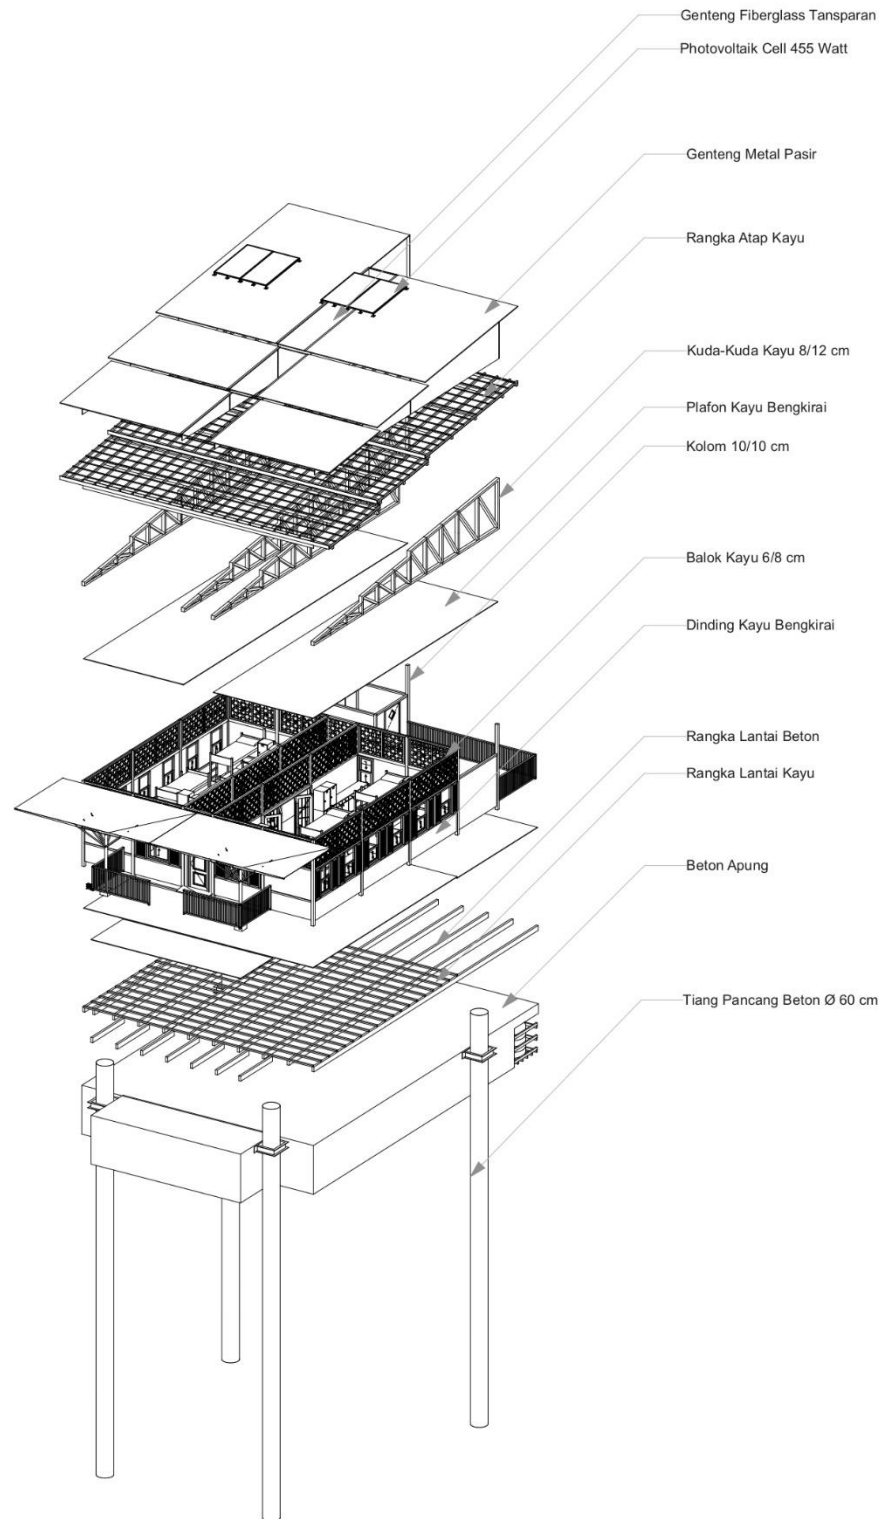 Genteng Fiberglass Tansparan
Photovoltaik Cell 455 Watt
Genteng Metal Pasir
Rangka Atap Kayu
Kuda-Kuda Kayu 8/12 cm
Plafon Kayu Bengkirai
Kolom 10/10 cm
Balok Kayu 6/8 cm
Dinding Kayu Bengkirai
Rangka Lantai Beton
Rangka Lantai Kayu
Beton Apung
Tiang Pancang Beton Ø 60 cm